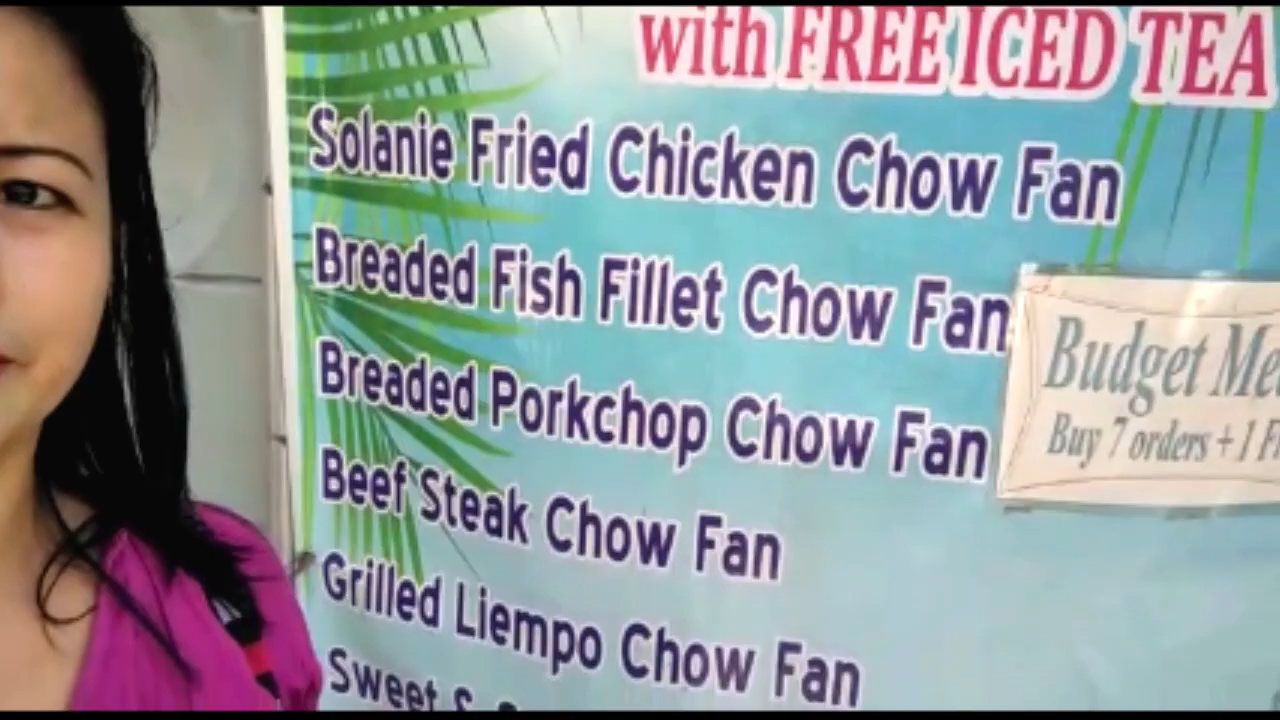 with FREE ICED TEA
Solanie Fried Chicken Chow Fan
Breaded Fish Fillet Chow Fan
Breaded Porkchop Chow Fan
Beef Steak Chow Fan
Grilled Liempo Chow Fan
Sweet &
Budget
Buy 7 orders + 1